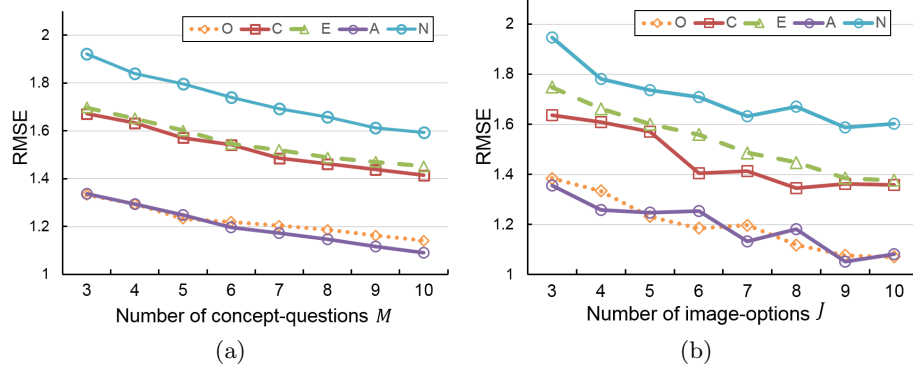 O C E A N
2
1.8
1.6
1.4
1.2
1
RMSE
3 4 5 6 7 8 9 10
Number of concept-questions M
(a)
O C E A N
2
1.8
1.6
1.4
1.2
1
RMSE
3 4 5 6 7 8 9 10
Number of image-options J
(b)